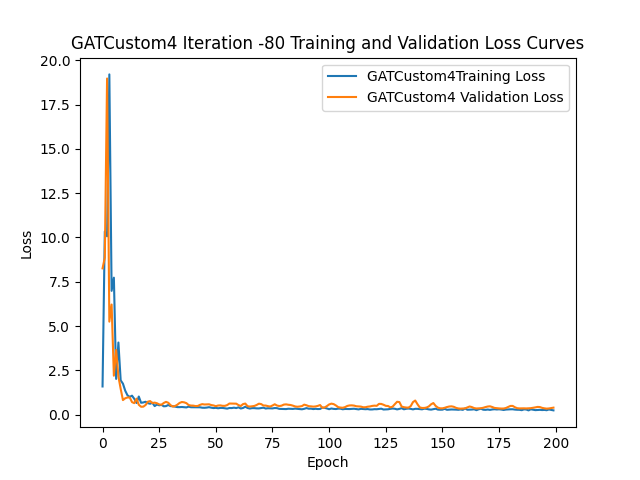 GATCustom4 Iteration -80 Training and Validation Loss Curves
GATCustom4Training Loss
GATCustom4 Validation Loss
Loss
20.0
17.5
15.0
12.5
10.0
7.5
5.0
2.5
0.0
0 25 50 75 100 125 150 175 200
Epoch